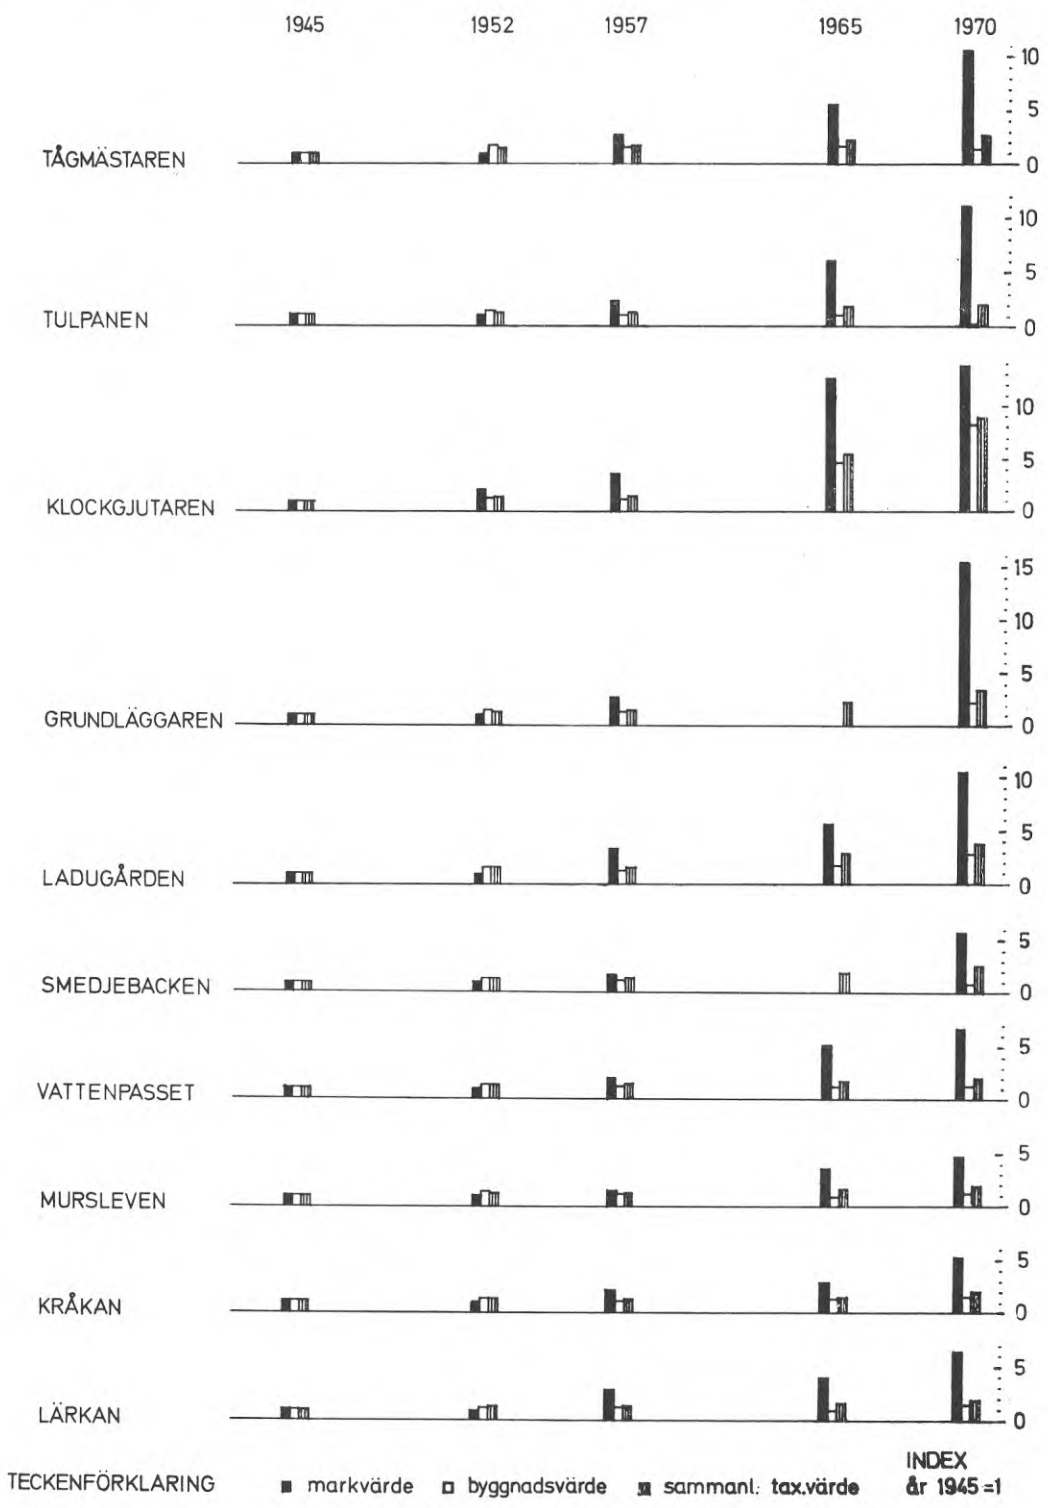 1945 1952 1957 1965 1970
10
5
TÅGMÄSTAREN
0
10
5
TULPANEN
0
10
5
KLOCKGJUTAREN
0
15
10
5
GRUNDLÄGGAREN
0
10
5
LADUGÅRDEN
0
5
SMEDJEBACKEN
0
5
VATTENPASSET
0
5
MURSLEVEN
0
5
KRÅKAN
0
5
LÄRKAN
0
TECKENFÖRKLARING markvärde byggnadsvärde sammanl. tax.värde
INDEX
år 1945=1